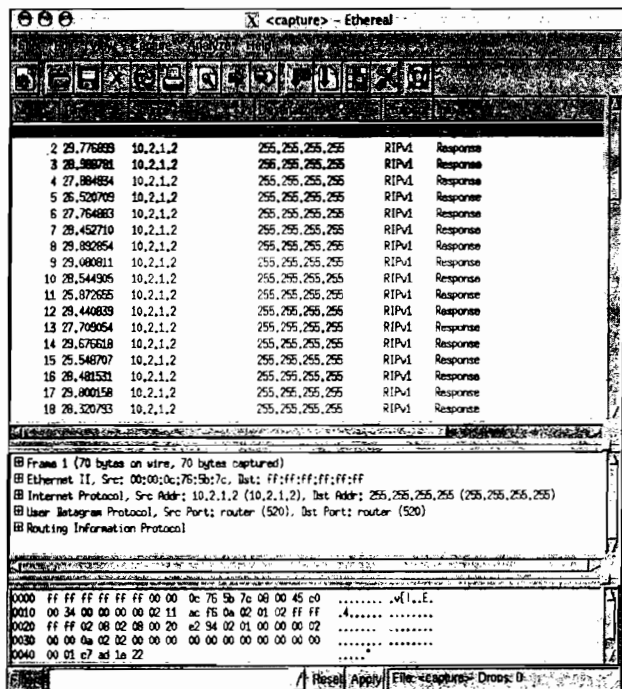 <capture> - Ethereal
Analyze Help
2 29.776899 10.2.1.2 255.255.255.255 RIPv1 Response
3 28.988781 10.2.1.2 255.255.255.255 RIPv1 Response
4 27.884834 10.2.1.2 255.255.255.255 RIPv1 Response
5 26.520709 10.2.1.2 255.255.255.255 RIPv1 Response
6 27.764883 10.2.1.2 255.255.255.255 RIPv1 Response
7 28.452710 10.2.1.2 255.255.255.255 RIPv1 Response
8 29.892854 10.2.1.2 255.255.255.255 RIPv1 Response
9 29.080811 10.2.1.2 255.255.255.255 RIPv1 Response
10 28.544905 10.2.1.2 255.255.255.255 RIPv1 Response
11 25.872655 10.2.1.2 255.255.255.255 RIPv1 Response
12 29.440839 10.2.1.2 255.255.255.255 RIPv1 Response
13 27.709054 10.2.1.2 255.255.255.255 RIPv1 Response
14 29.676618 10.2.1.2 255.255.255.255 RIPv1 Response
15 25.548707 10.2.1.2 255.255.255.255 RIPv1 Response
16 28.481531 10.2.1.2 255.255.255.255 RIPv1 Response
17 29.800158 10.2.1.2 255.255.255.255 RIPv1 Response
18 28.320793 10.2.1.2 255.255.255.255 RIPv1 Response
Frame 1 (70 bytes on wire, 70 bytes captured)
Ethernet II, Src: 00:00:0c:76:5b:7c, Dst: ff:ff:ff:ff:ff:ff
Internet Protocol, Src Addr: 10.2.1.2 (10.2.1.2), Dst Addr: 255.255.255.255 (255.255.255.255)
User Datagram Protocol, Src Port: router (520), Dst Port: router (520)
Routing Information Protocol
0000 ff ff ff ff ff ff 00 00 0c 76 5b 7c 08 00 45 c0 ........ .v[|..E.
0010 00 34 00 00 00 00 02 11 ac f6 0a 02 01 02 ff ff .4...... ........
0020 ff ff 02 08 02 08 00 20 e2 94 02 01 00 00 00 02 ........ ........
0030 00 00 0a 02 02 00 00 00 00 00 00 00 00 00 00 00 ........ ........
0040 00 01 c7 ad 1e 22 ....."
Reset Apply File: <capture> Drops: 0